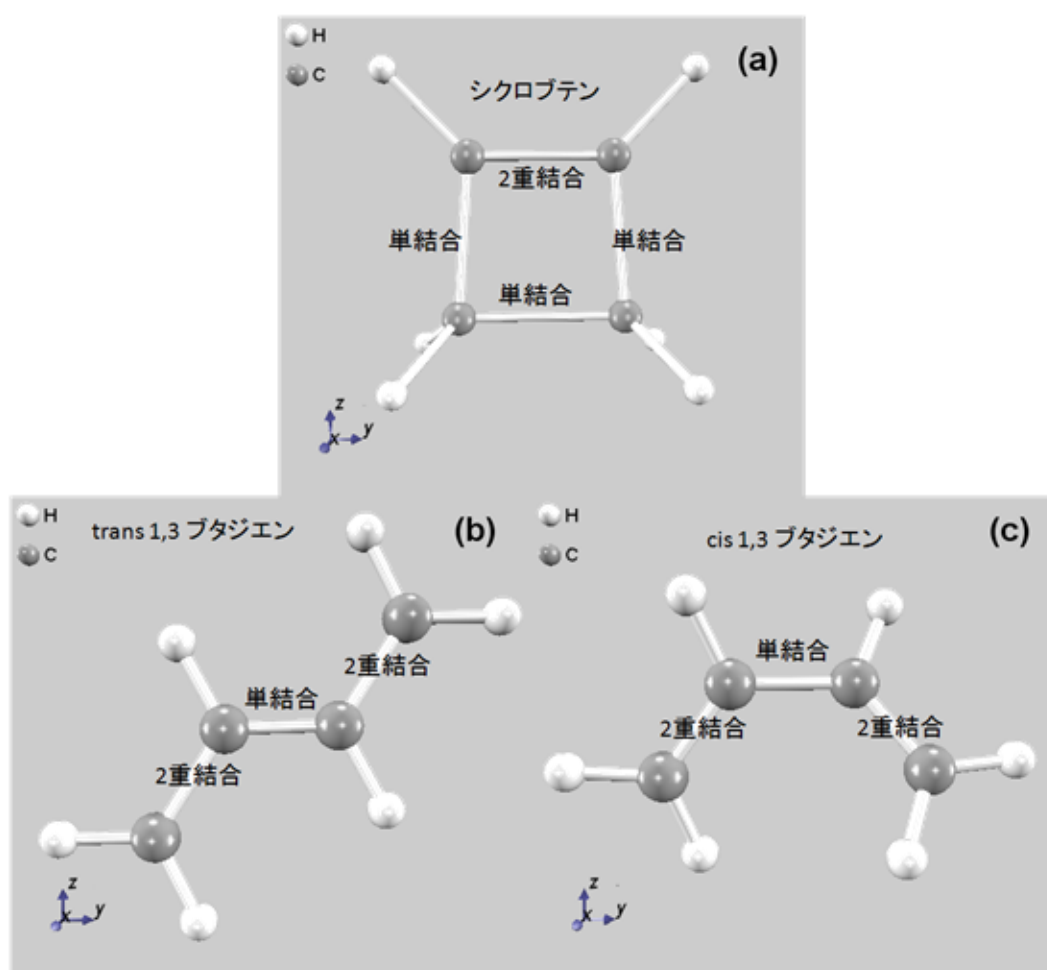 H
(a)
C
シクロブテン
2重結合
単結合
単結合
単結合
z
x
y
H
trans 1,3 ブタジエン
(b)
C
2重結合
単結合
2重結合
z
x
y
H
cis 1,3 ブタジエン
(c)
C
単結合
2重結合
2重結合
z
x
y